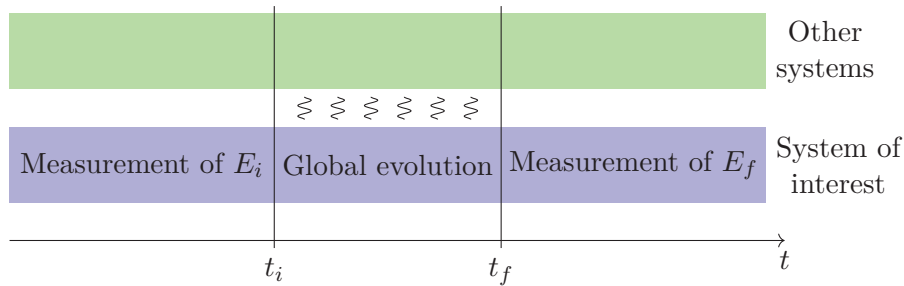 Other
systems
Measurement of $E_i$
Global evolution
Measurement of $E_f$
System of
interest
$t_i$
$t_f$
$t$